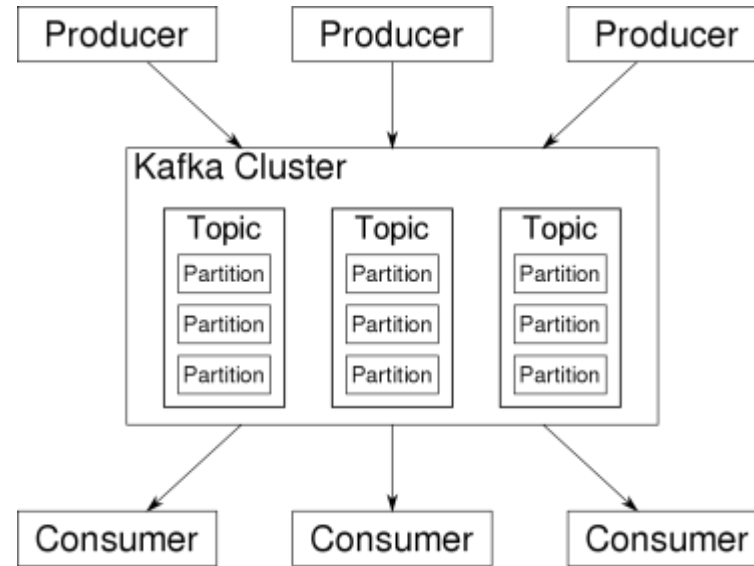 Producer Producer Producer
Kafka Cluster
Topic Topic Topic
Partition Partition Partition
Partition Partition Partition
Partition Partition Partition
Consumer Consumer Consumer